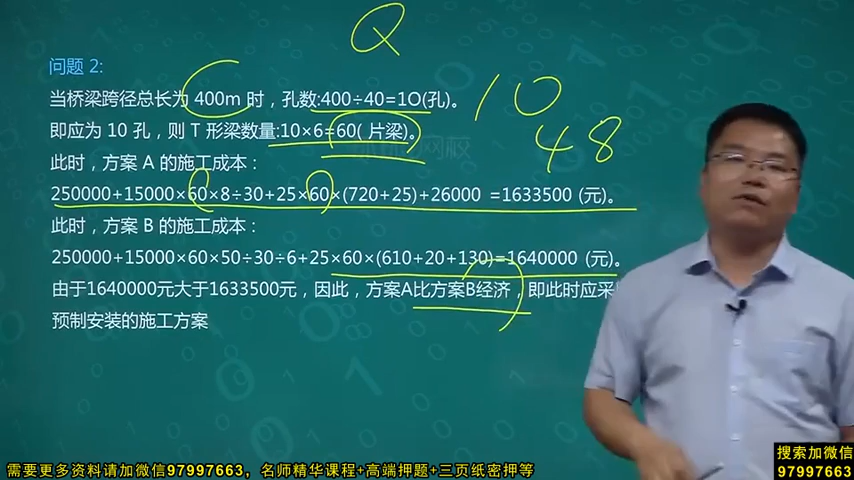 Q
问题 2:
当桥梁跨径总长为 400m 时，孔数:400÷40=1O(孔)。
10
即应为 10 孔，则 T 形梁数量:10×6=60( 片梁)。
48
此时，方案 A 的施工成本：
250000+15000×60×8÷30+25×60×(720+25)+26000 =1633500 (元)。
此时，方案 B 的施工成本：
250000+15000×60×50÷30÷6+25×60×(610+20+130)=1640000 (元)。
由于1640000元大于1633500元，因此，方案A比方案B经济，即此时应采
预制安装的施工方案
需要更多资料请加微信97997663，名师精华课程+高端押题+三页纸密押等
搜索加微信
97997663